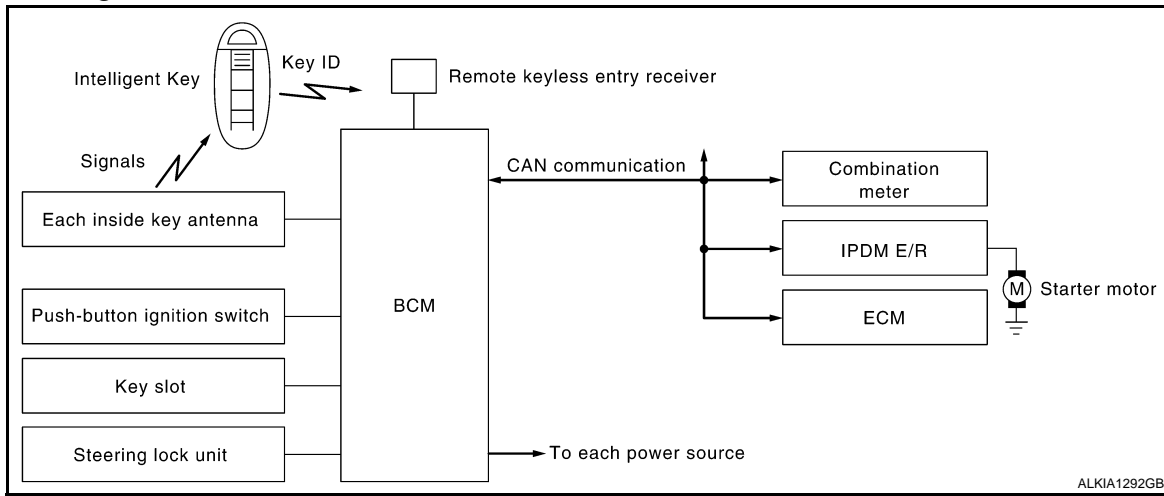 Key ID
Intelligent Key
Remote keyless entry receiver
Signals
CAN communication
Combination
meter
Each inside key antenna
IPDM E/R
M
Starter motor
Push-button ignition switch
BCM
ECM
Key slot
Steering lock unit
To each power source
ALKIA1292GB